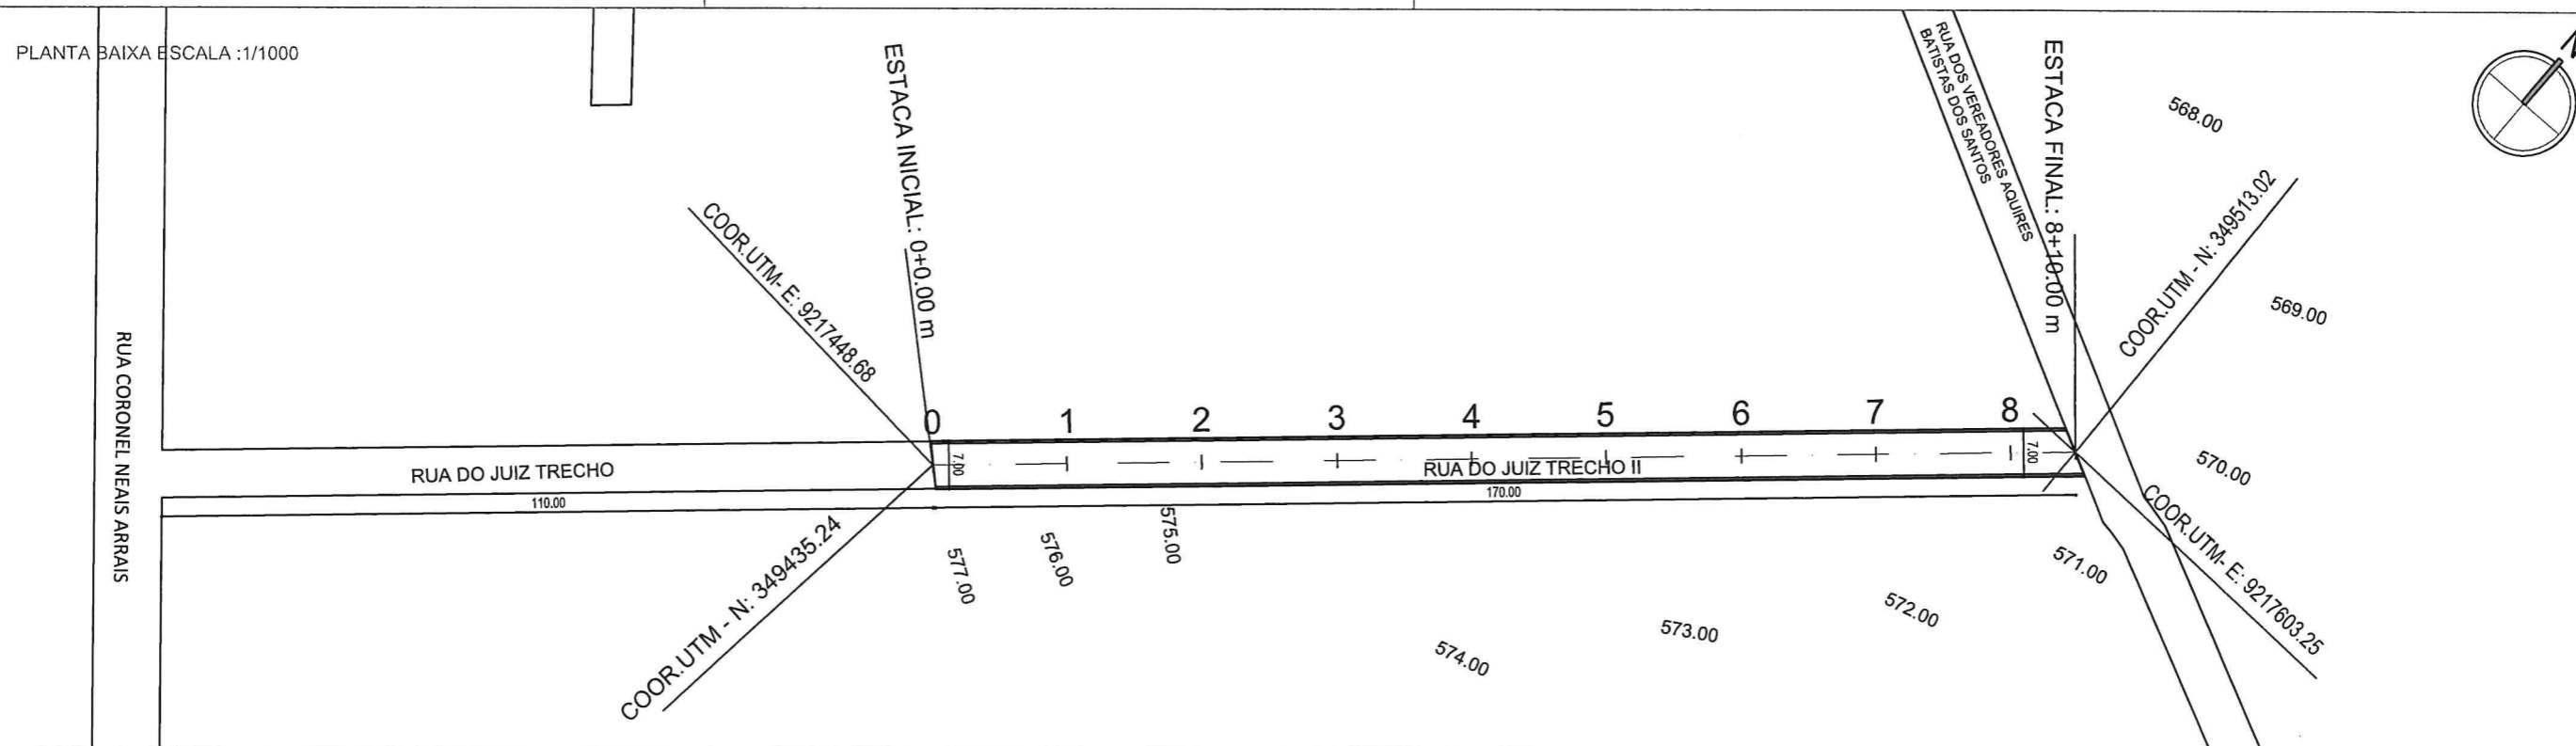 PLANTA BAIXA ESCALA :1/1000
RUA CORONEL NEAIS ARRAIS
ESTACA INICIAL: 0+0.00 m
COOR.UTM- E: 9217448.68
COOR.UTM - N: 349435.24
RUA DOS VEREADORES AQUIRES
BATISTAS DOS SANTOS
ESTACA FINAL: 8+10.00 m
COOR.UTM - N: 349513.02
COOR.UTM- E: 9217603.25
N
568.00
569.00
570.00
571.00
572.00
573.00
574.00
575.00
576.00
577.00
0 1 2 3 4 5 6 7 8
7.00
7.00
RUA DO JUIZ TRECHO
RUA DO JUIZ TRECHO II
110.00
170.00